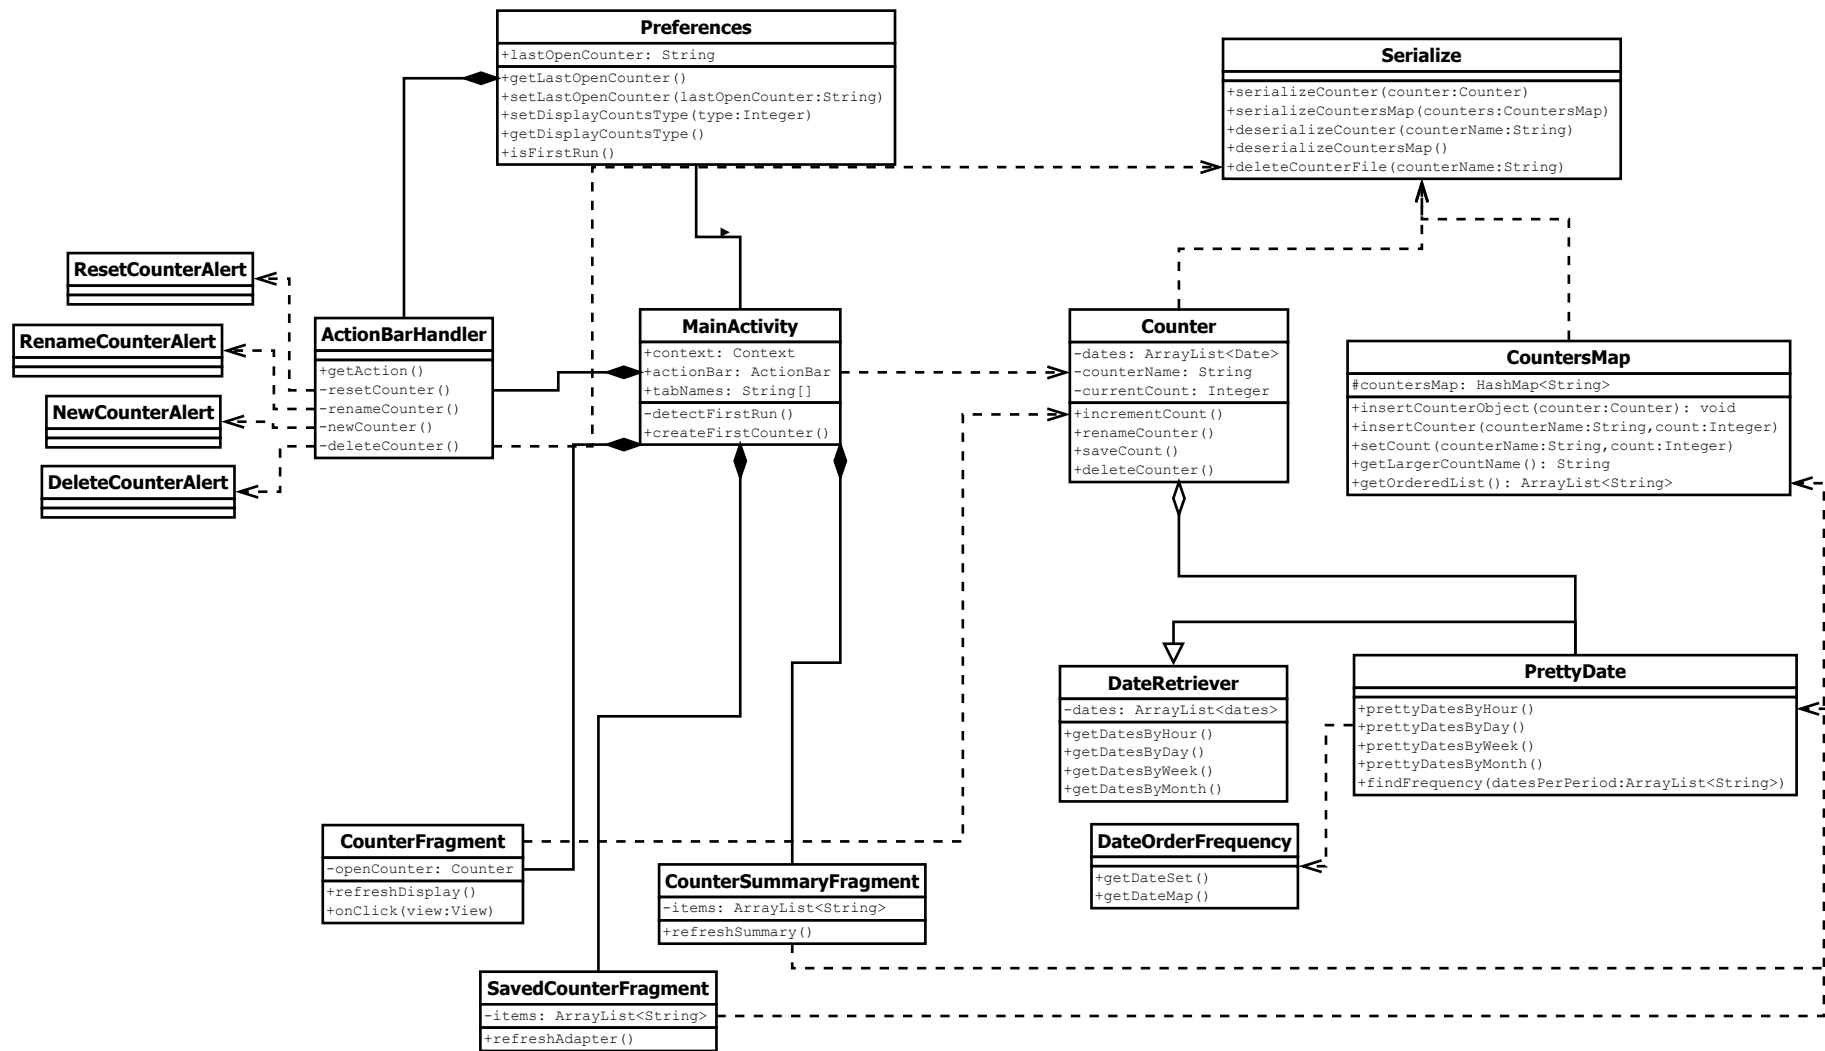 Preferences
+lastOpenCounter: String
+getLastOpenCounter()
+setLastOpenCounter(lastOpenCounter:String)
+setDisplayCountsType(type:Integer)
+getDisplayCountsType()
+isFirstRun()
Serialize
+serializeCounter(counter:Counter)
+serializeCountersMap(counters:CountersMap)
+deserializeCounter(counterName:String)
+deserializeCountersMap()
+deleteCounterFile(counterName:String)
ResetCounterAlert
RenameCounterAlert
NewCounterAlert
DeleteCounterAlert
ActionBarHandler
+getAction()
-resetCounter()
-renameCounter()
-newCounter()
-deleteCounter()
MainActivity
+context: Context
+actionBar: ActionBar
+tabNames: String[]
-detectFirstRun()
+createFirstCounter()
Counter
-dates: ArrayList<Date>
-counterName: String
-currentCount: Integer
+incrementCount()
+renameCounter()
+saveCount()
+deleteCounter()
CountersMap
#countersMap: HashMap<String>
+insertCounterObject(counter:Counter): void
+insertCounter(counterName:String,count:Integer)
+setCount(counterName:String,count:Integer)
+getLargerCountName(): String
+getOrderedList(): ArrayList<String>
DateRetriever
-dates: ArrayList<dates>
+getDatesByHour()
+getDatesByDay()
+getDatesByWeek()
+getDatesByMonth()
PrettyDate
+prettyDatesByHour()
+prettyDatesByDay()
+prettyDatesByWeek()
+prettyDatesByMonth()
+findFrequency(datesPerPeriod:ArrayList<String>)
DateOrderFrequency
+getDateSet()
+getDateMap()
CounterFragment
-openCounter: Counter
+refreshDisplay()
+onClick(view:View)
CounterSummaryFragment
-items: ArrayList<String>
+refreshSummary()
SavedCounterFragment
-items: ArrayList<String>
+refreshAdapter()